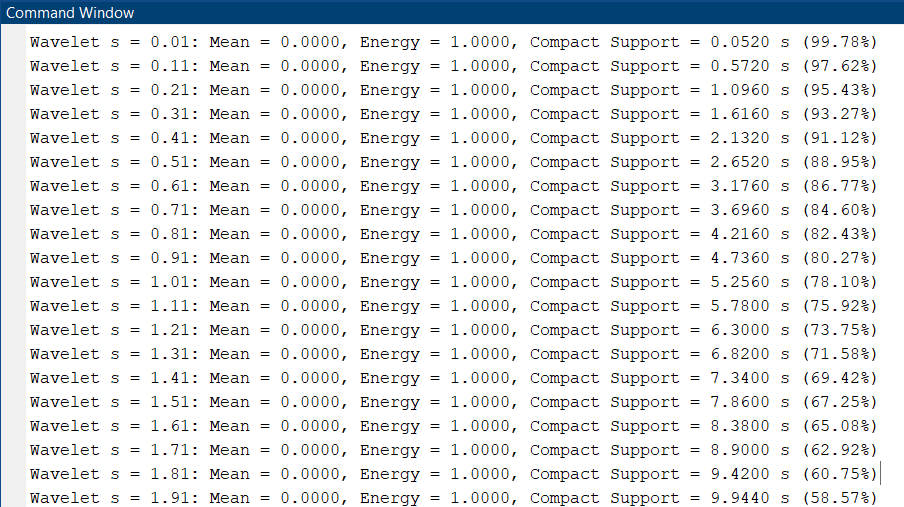 Command Window
Wavelet s = 0.01: Mean = 0.0000, Energy = 1.0000, Compact Support = 0.0520 s (99.78%)
Wavelet s = 0.11: Mean = 0.0000, Energy = 1.0000, Compact Support = 0.5720 s (97.62%)
Wavelet s = 0.21: Mean = 0.0000, Energy = 1.0000, Compact Support = 1.0960 s (95.43%)
Wavelet s = 0.31: Mean = 0.0000, Energy = 1.0000, Compact Support = 1.6160 s (93.27%)
Wavelet s = 0.41: Mean = 0.0000, Energy = 1.0000, Compact Support = 2.1320 s (91.12%)
Wavelet s = 0.51: Mean = 0.0000, Energy = 1.0000, Compact Support = 2.6520 s (88.95%)
Wavelet s = 0.61: Mean = 0.0000, Energy = 1.0000, Compact Support = 3.1760 s (86.77%)
Wavelet s = 0.71: Mean = 0.0000, Energy = 1.0000, Compact Support = 3.6960 s (84.60%)
Wavelet s = 0.81: Mean = 0.0000, Energy = 1.0000, Compact Support = 4.2160 s (82.43%)
Wavelet s = 0.91: Mean = 0.0000, Energy = 1.0000, Compact Support = 4.7360 s (80.27%)
Wavelet s = 1.01: Mean = 0.0000, Energy = 1.0000, Compact Support = 5.2560 s (78.10%)
Wavelet s = 1.11: Mean = 0.0000, Energy = 1.0000, Compact Support = 5.7800 s (75.92%)
Wavelet s = 1.21: Mean = 0.0000, Energy = 1.0000, Compact Support = 6.3000 s (73.75%)
Wavelet s = 1.31: Mean = 0.0000, Energy = 1.0000, Compact Support = 6.8200 s (71.58%)
Wavelet s = 1.41: Mean = 0.0000, Energy = 1.0000, Compact Support = 7.3400 s (69.42%)
Wavelet s = 1.51: Mean = 0.0000, Energy = 1.0000, Compact Support = 7.8600 s (67.25%)
Wavelet s = 1.61: Mean = 0.0000, Energy = 1.0000, Compact Support = 8.3800 s (65.08%)
Wavelet s = 1.71: Mean = 0.0000, Energy = 1.0000, Compact Support = 8.9000 s (62.92%)
Wavelet s = 1.81: Mean = 0.0000, Energy = 1.0000, Compact Support = 9.4200 s (60.75%)
Wavelet s = 1.91: Mean = 0.0000, Energy = 1.0000, Compact Support = 9.9440 s (58.57%)